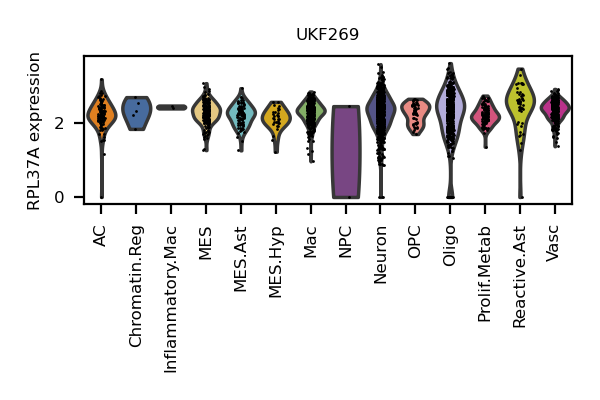 UKF269
RPL37A expression
2
0
AC
Chromatin.Reg
Inflammatory.Mac
MES
MES.Ast
MES.Hyp
Mac
NPC
Neuron
OPC
Oligo
Prolif.Metab
Reactive.Ast
Vasc